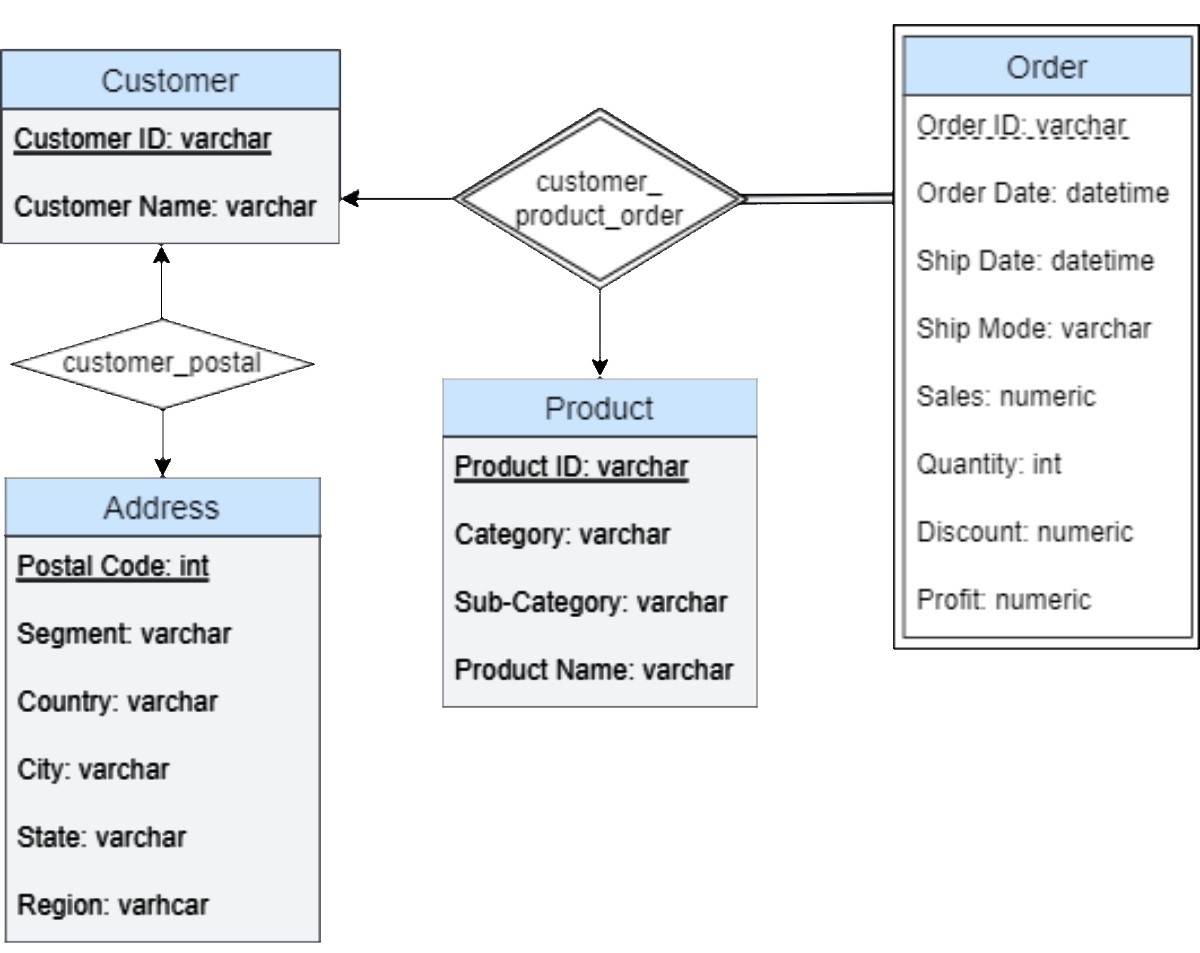 Customer
Customer ID: varchar
Customer Name: varchar
customer_postal
Address
Postal Code: int
Segment: varchar
Country: varchar
City: varchar
State: varchar
Region: varhcar
customer_
product_order
Product
Product ID: varchar
Category: varchar
Sub-Category: varchar
Product Name: varchar
Order
Order ID: varchar
Order Date: datetime
Ship Date: datetime
Ship Mode: varchar
Sales: numeric
Quantity: int
Discount: numeric
Profit: numeric